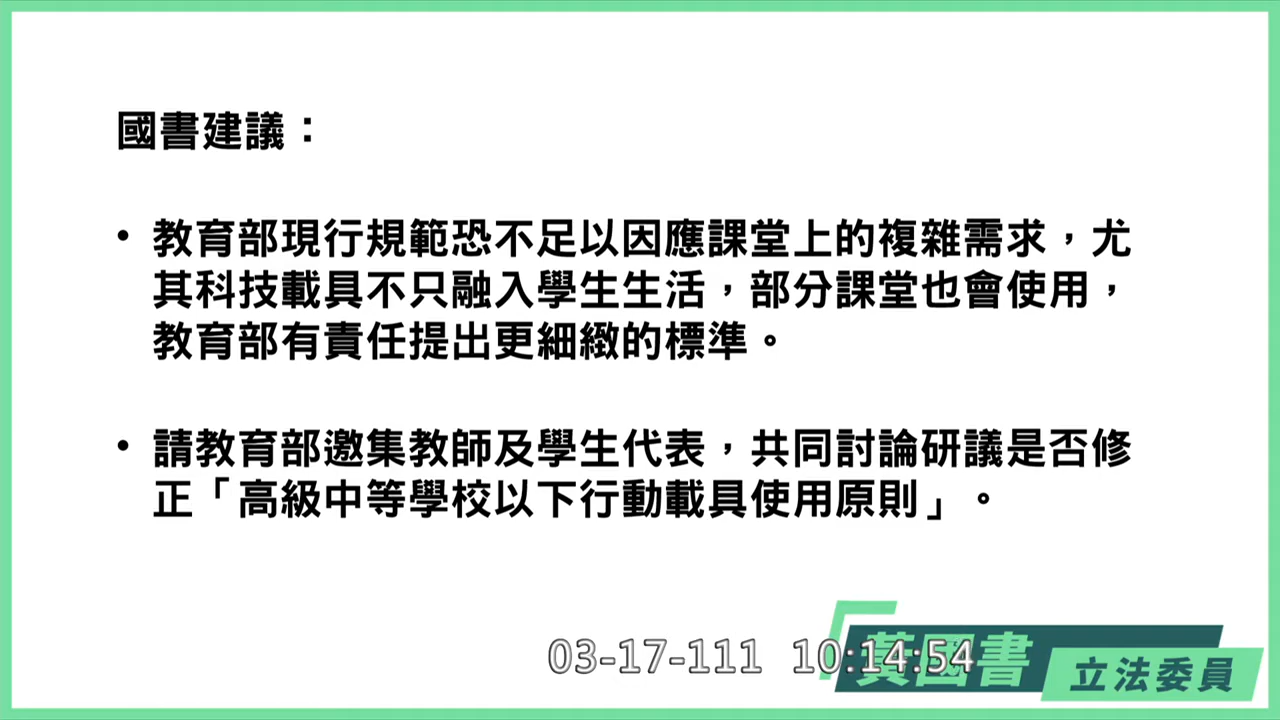 國書建議：
• 教育部現行規範恐不足以因應課堂上的複雜需求，尤
其科技載具不只融入學生生活，部分課堂也會使用，
教育部有責任提出更細緻的標準。
• 請教育部邀集教師及學生代表，共同討論研議是否修
正「高級中等學校以下行動載具使用原則」。
03-17-111 10:14:54
黃國書
立法委員